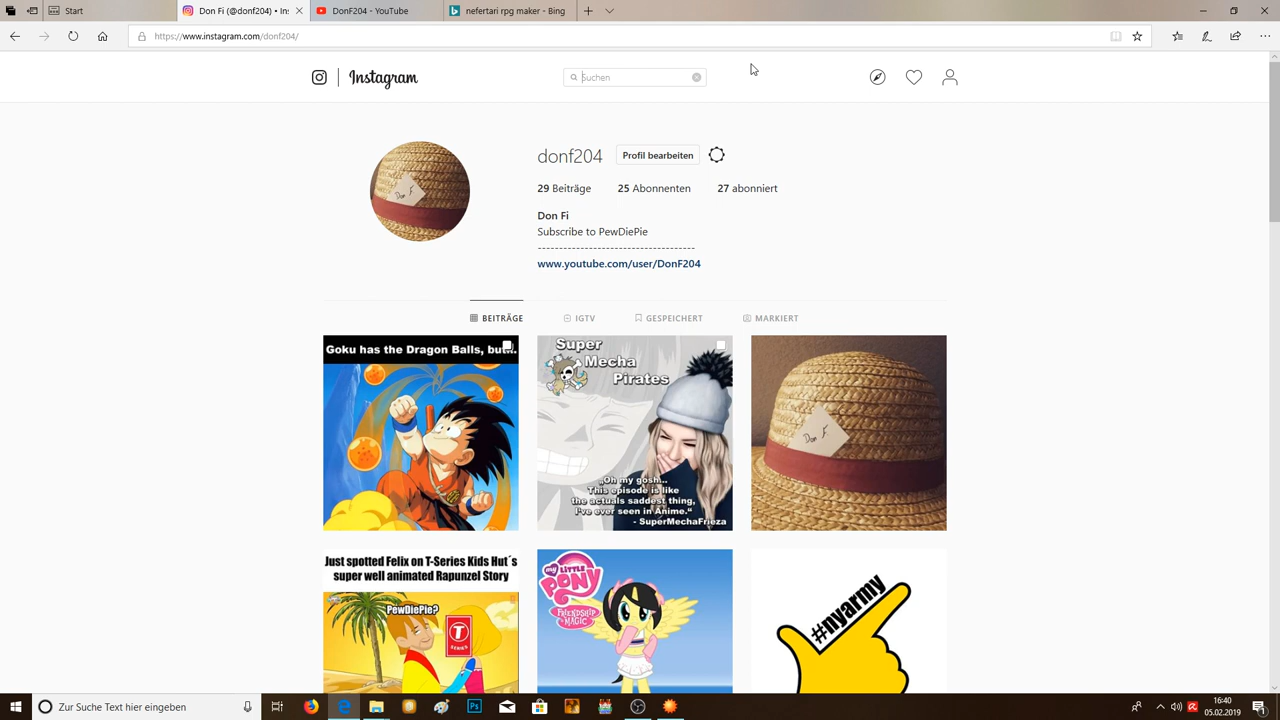 Start
Don Fi (@donf204) • Ins
DonF204 - YouTube
nefertari rpg maker - Bing
https://www.instagram.com/donf204/
Instagram
Suchen
donf204
Profil bearbeiten
29 Beiträge
25 Abonnenten
27 abonniert
Don Fi
Subscribe to PewDiePie
------------------------------------
www.youtube.com/user/DonF204
BEITRÄGE
IGTV
GESPEICHERT
MARKIERT
Goku has the Dragon Balls, but...
Super
Mecha
Pirates
„Oh my gosh..
This episode is like
the actuals saddest thing,
I've ever seen in Anime.“
- SuperMechaFrieza
Don F.
Just spotted Felix on T-Series Kids Hut´s
super well animated Rapunzel Story
PewDiePie?
T
SERIES
my LITTLE
PONY
FRIENDSHIP
is MAGIC
#nyarmy
Zur Suche Text hier eingeben
16:40
05.02.2019